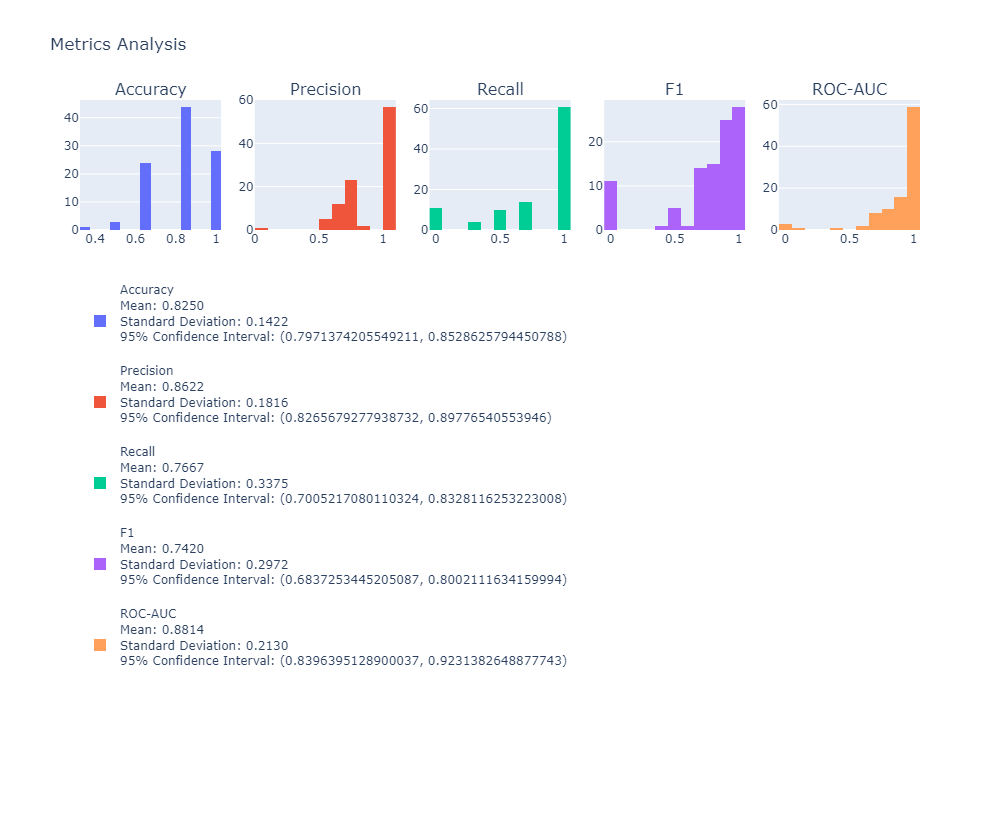 Metrics Analysis
Accuracy
Precision
Recall
F1
ROC-AUC
40
30
20
10
0
0.4
0.6
0.8
1
60
40
20
0
0
0.5
1
60
40
20
0
0
0.5
1
20
10
0
0
0.5
1
60
40
20
0
0
0.5
1
Accuracy
Mean: 0.8250
Standard Deviation: 0.1422
95% Confidence Interval: (0.7971374205549211, 0.8528625794450788)
Precision
Mean: 0.8622
Standard Deviation: 0.1816
95% Confidence Interval: (0.8265679277938732, 0.89776540553946)
Recall
Mean: 0.7667
Standard Deviation: 0.3375
95% Confidence Interval: (0.7005217080110324, 0.8328116253223008)
F1
Mean: 0.7420
Standard Deviation: 0.2972
95% Confidence Interval: (0.6837253445205087, 0.8002111634159994)
ROC-AUC
Mean: 0.8814
Standard Deviation: 0.2130
95% Confidence Interval: (0.8396395128900037, 0.9231382648877743)